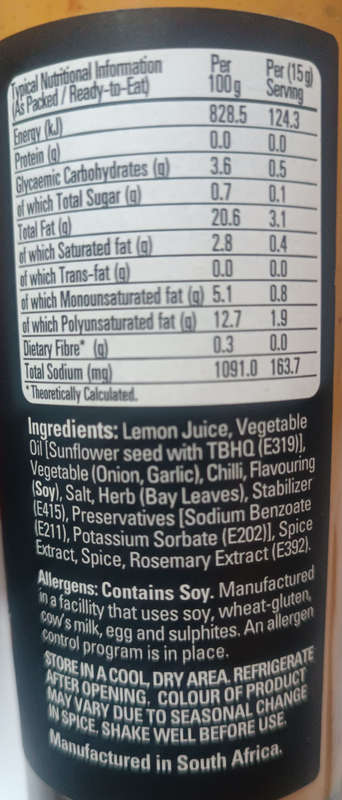 Typical Nutritional Information Per Per (15g)
(As Packed / Ready-to-Eat) 100g Serving
Energy (kJ) 828.5 124.3
Protein (g) 0.0 0.0
Glycaemic Carbohydrates (g) 3.6 0.5
of which Total Sugar (g) 0.7 0.1
Total Fat (g) 20.6 3.1
of which Saturated fat (g) 2.8 0.4
of which Trans-fat (g) 0.0 0.0
of which Monounsaturated fat (g) 5.1 0.8
of which Polyunsaturated fat (g) 12.7 1.9
Dietary Fibre* (g) 0.3 0.0
Total Sodium (mg) 1091.0 163.7
*Theoretically Calculated.
Ingredients: Lemon Juice, Vegetable
Oil [Sunflower seed with TBHQ (E319)],
Vegetable (Onion, Garlic), Chilli, Flavouring
(Soy), Salt, Herb (Bay Leaves), Stabilizer
(E415), Preservatives [Sodium Benzoate
(E211), Potassium Sorbate (E202)], Spice
Extract, Spice, Rosemary Extract (E392).
Allergens: Contains Soy. Manufactured
in a facillity that uses soy, wheat-gluten,
cow's milk, egg and sulphites. An allergen
control program is in place.
STORE IN A COOL, DRY AREA. REFRIGERATE
AFTER OPENING. COLOUR OF PRODUCT
MAY VARY DUE TO SEASONAL CHANGE
IN SPICE. SHAKE WELL BEFORE USE.
Manufactured in South Africa.